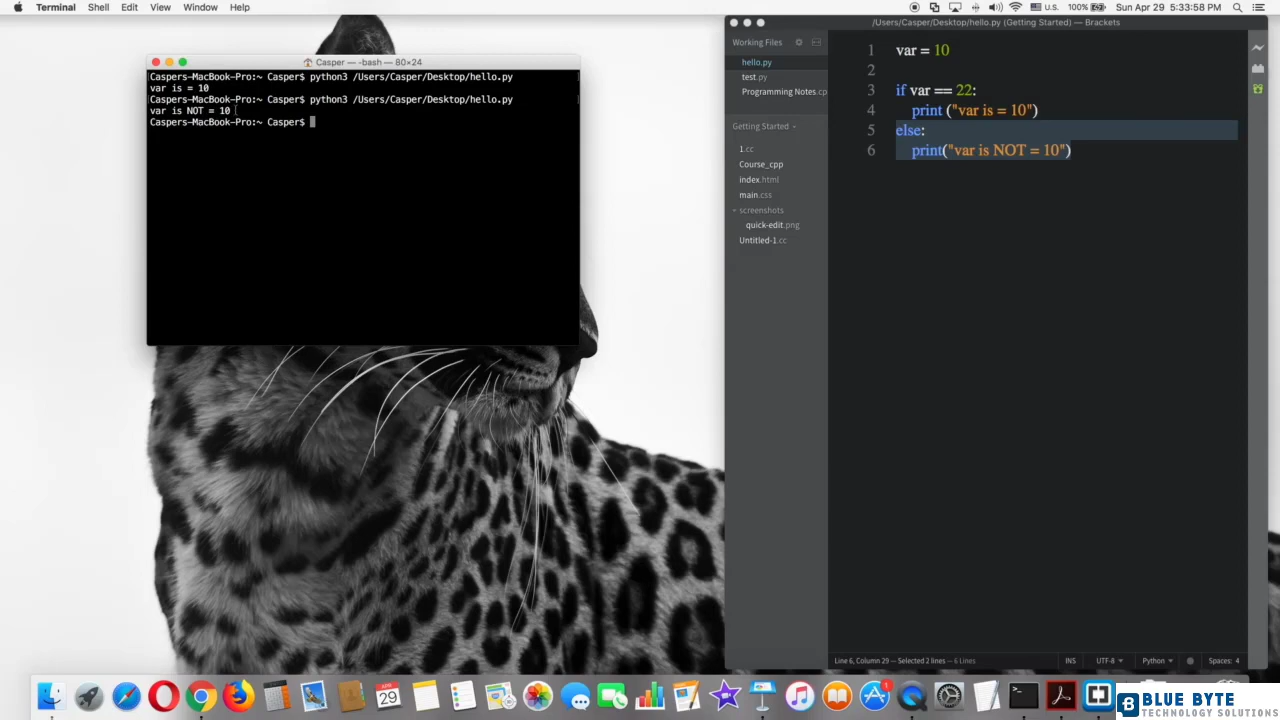 Terminal Shell Edit View Window Help
U.S. 100% Sun Apr 29 5:33:58 PM
Casper — -bash — 80×24
Caspers-MacBook-Pro:~ Casper$ python3 /Users/Casper/Desktop/hello.py
var is = 10
Caspers-MacBook-Pro:~ Casper$ python3 /Users/Casper/Desktop/hello.py
var is NOT = 10
Caspers-MacBook-Pro:~ Casper$
/Users/Casper/Desktop/hello.py (Getting Started) — Brackets
Working Files
hello.py
test.py
Programming Notes.cp
Getting Started
1.cc
Course_cpp
index.html
main.css
screenshots
quick-edit.png
Untitled-1.cc
1 var = 10
2
3 if var == 22:
4 print ("var is = 10")
5 else:
6 print("var is NOT = 10")
Line 6, Column 29 — Selected 2 lines — 6 Lines
INS UTF-8 Python Spaces: 4
APR
29
1
BLUE BYTE
TECHNOLOGY SOLUTIONS